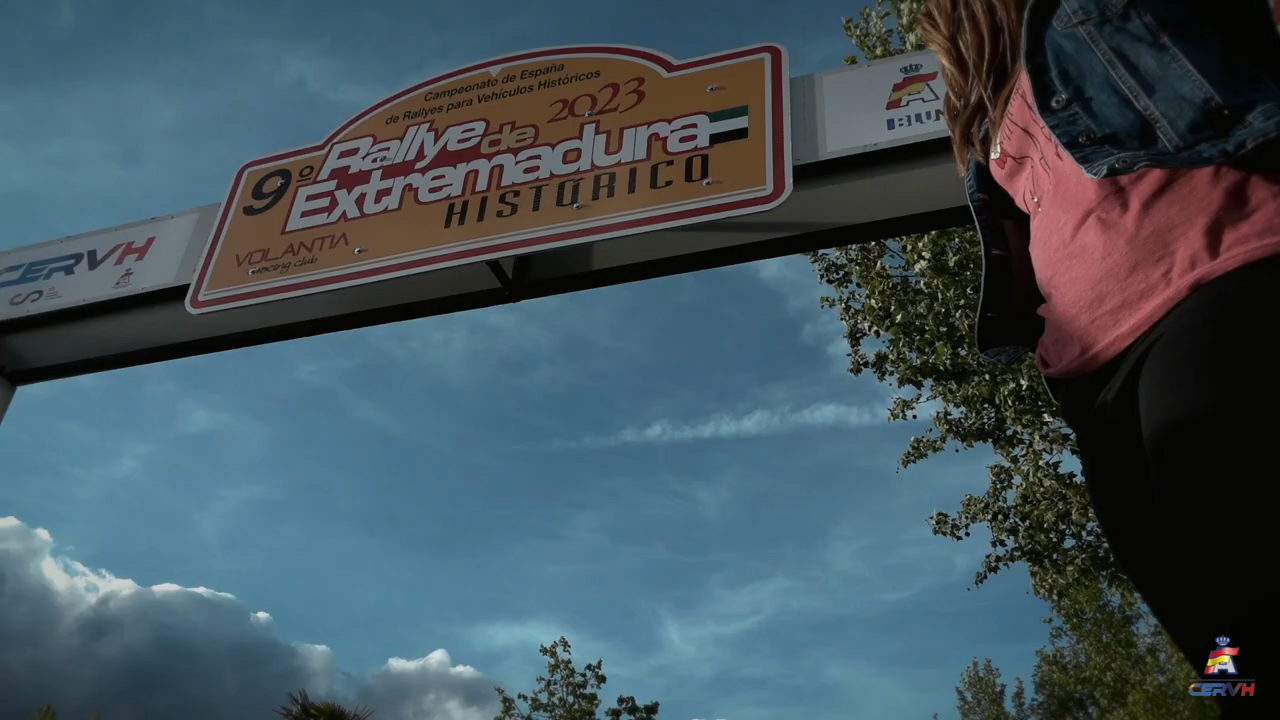 Campeonato de España
de Rallyes para Vehículos Históricos
2023
9º Rallye de
Extremadura
HISTÓRICO
VOLANTIA
racing club
CERVH
CERVH